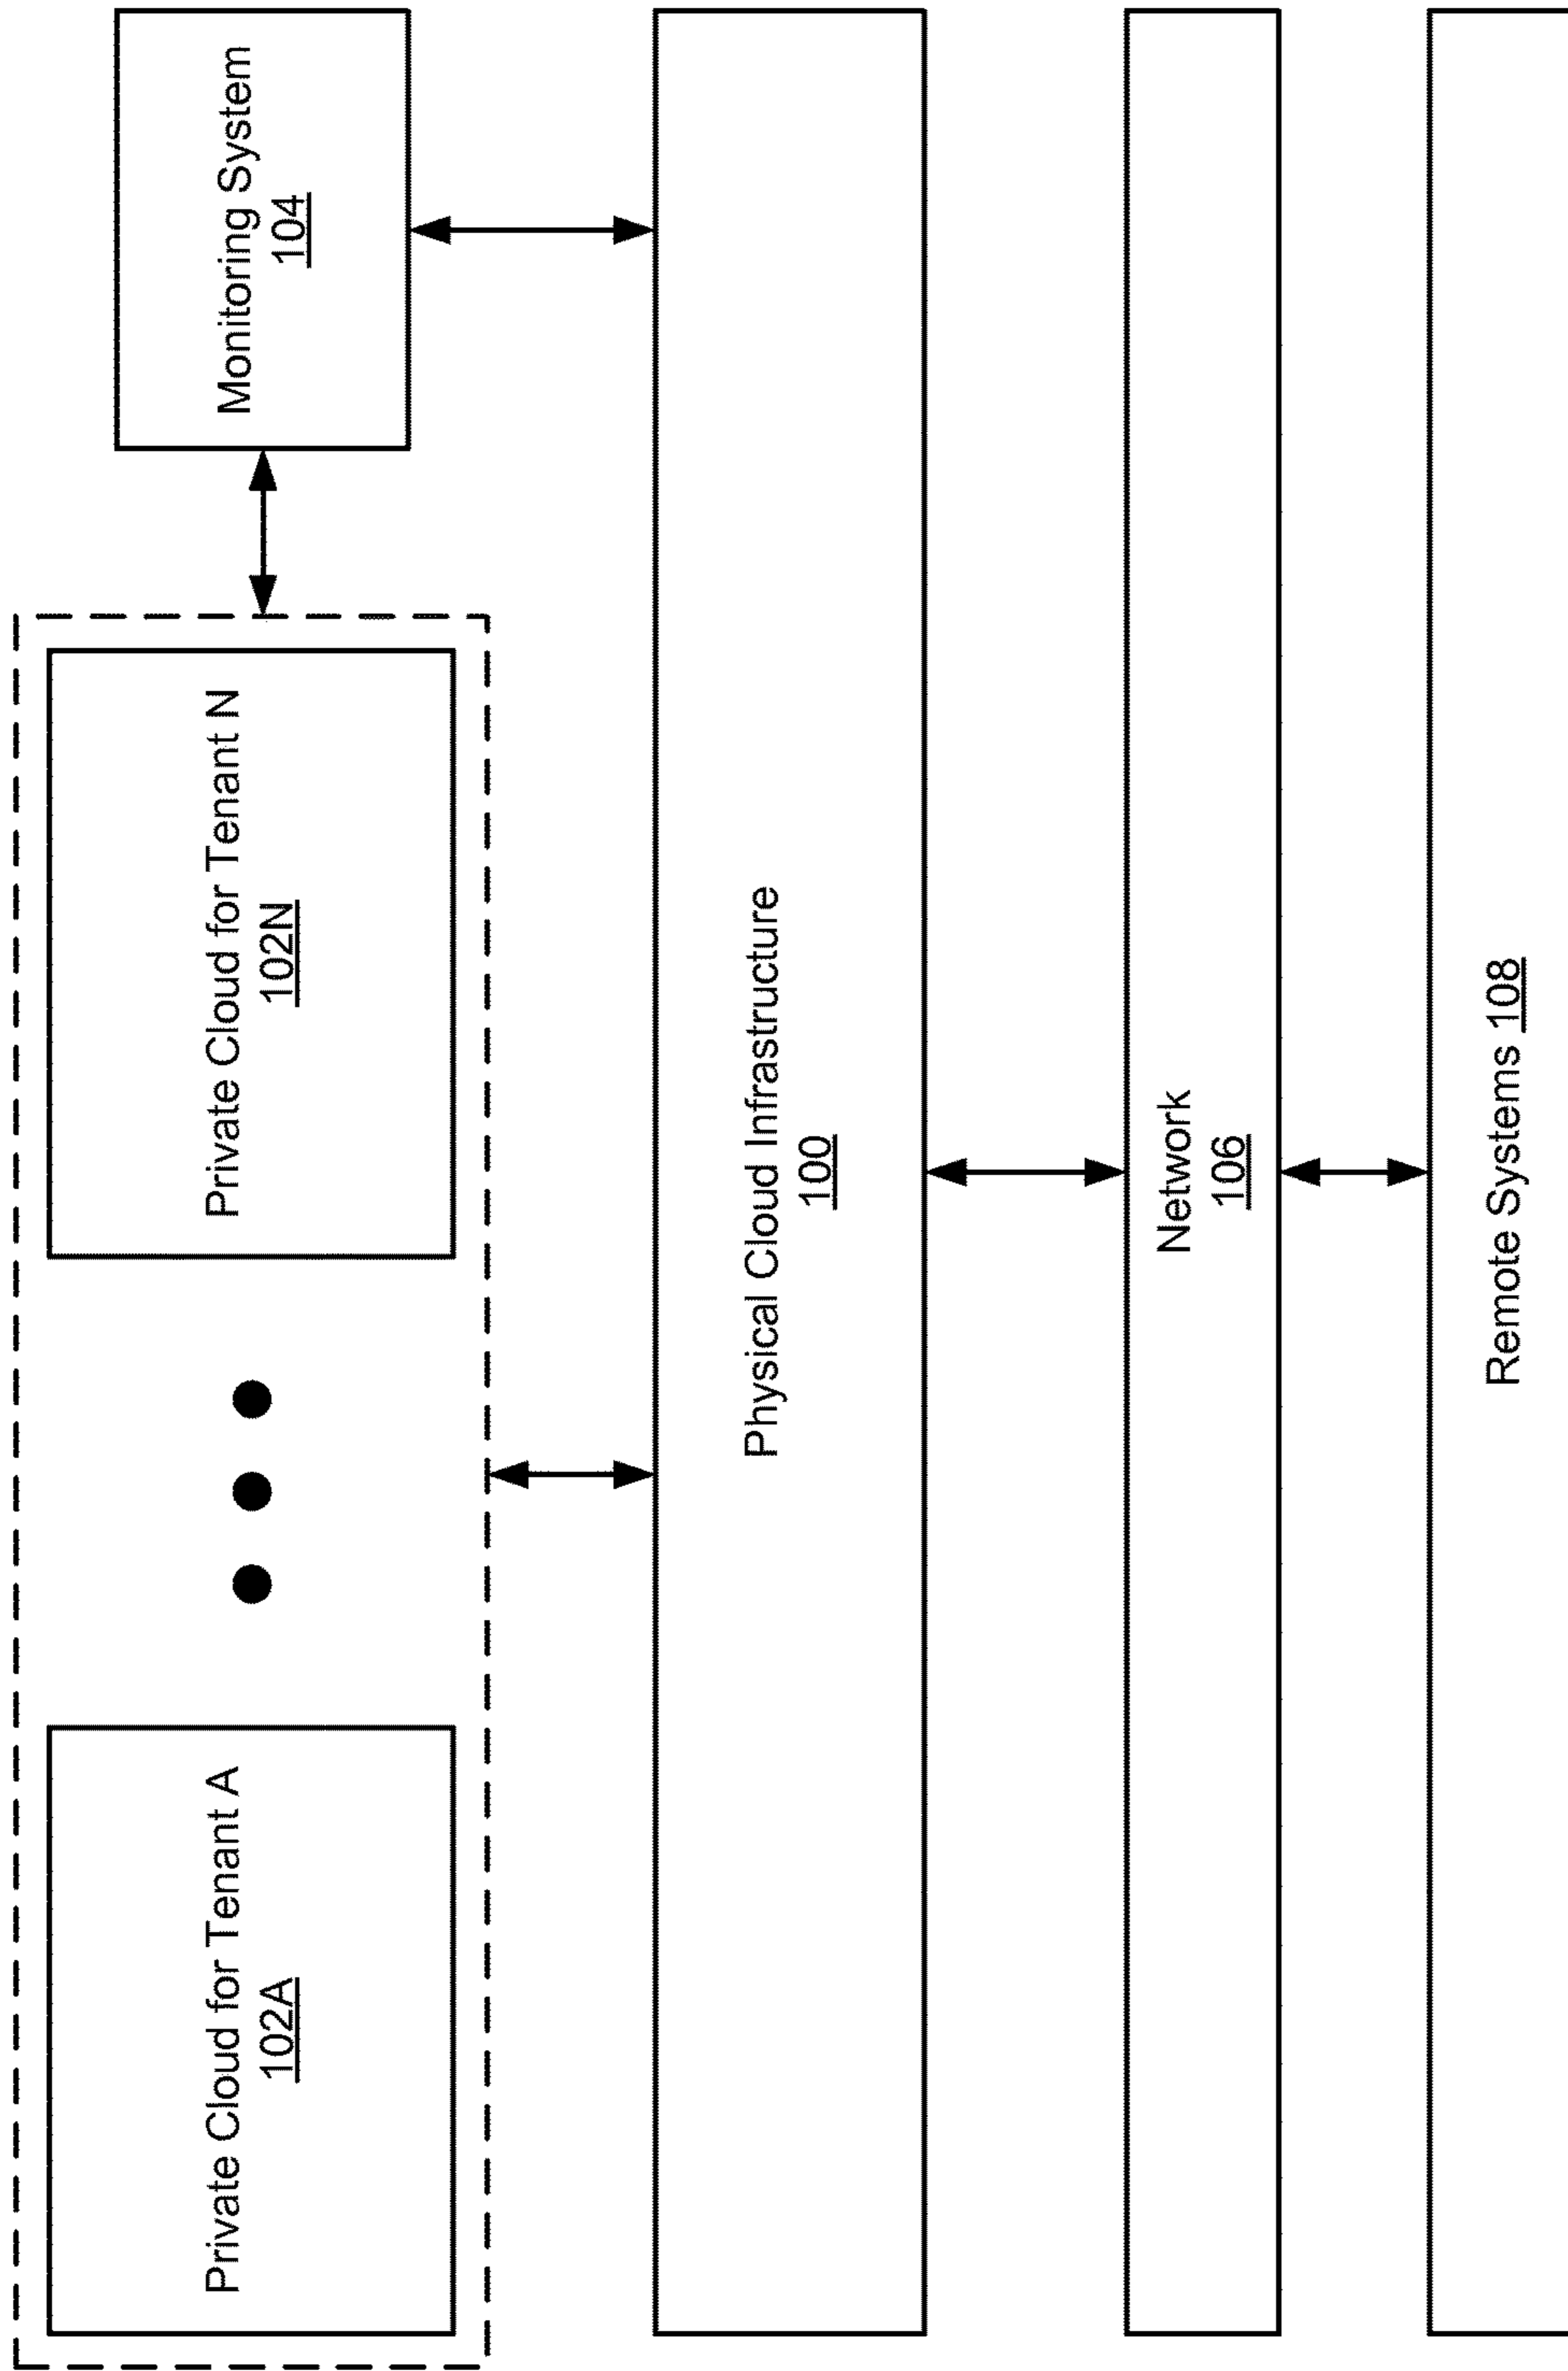 Private Cloud for Tenant A
102A
Private Cloud for Tenant N
102N
Monitoring System
104
Physical Cloud Infrastructure
100
Network
106
Remote Systems 108